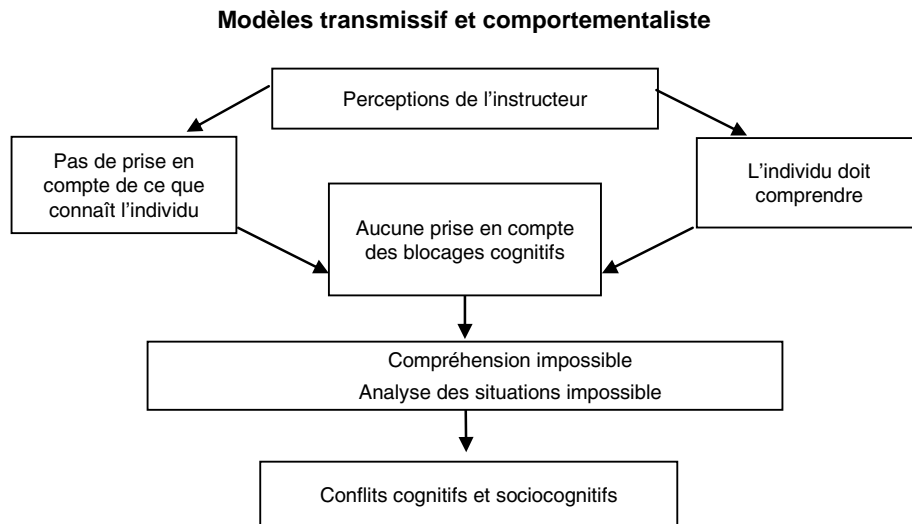 Modèles transmissif et comportementaliste
Perceptions de l’instructeur
Pas de prise en
compte de ce que
connaît l’individu
L’individu doit
comprendre
Aucune prise en compte
des blocages cognitifs
Compréhension impossible
Analyse des situations impossible
Conflits cognitifs et sociocognitifs